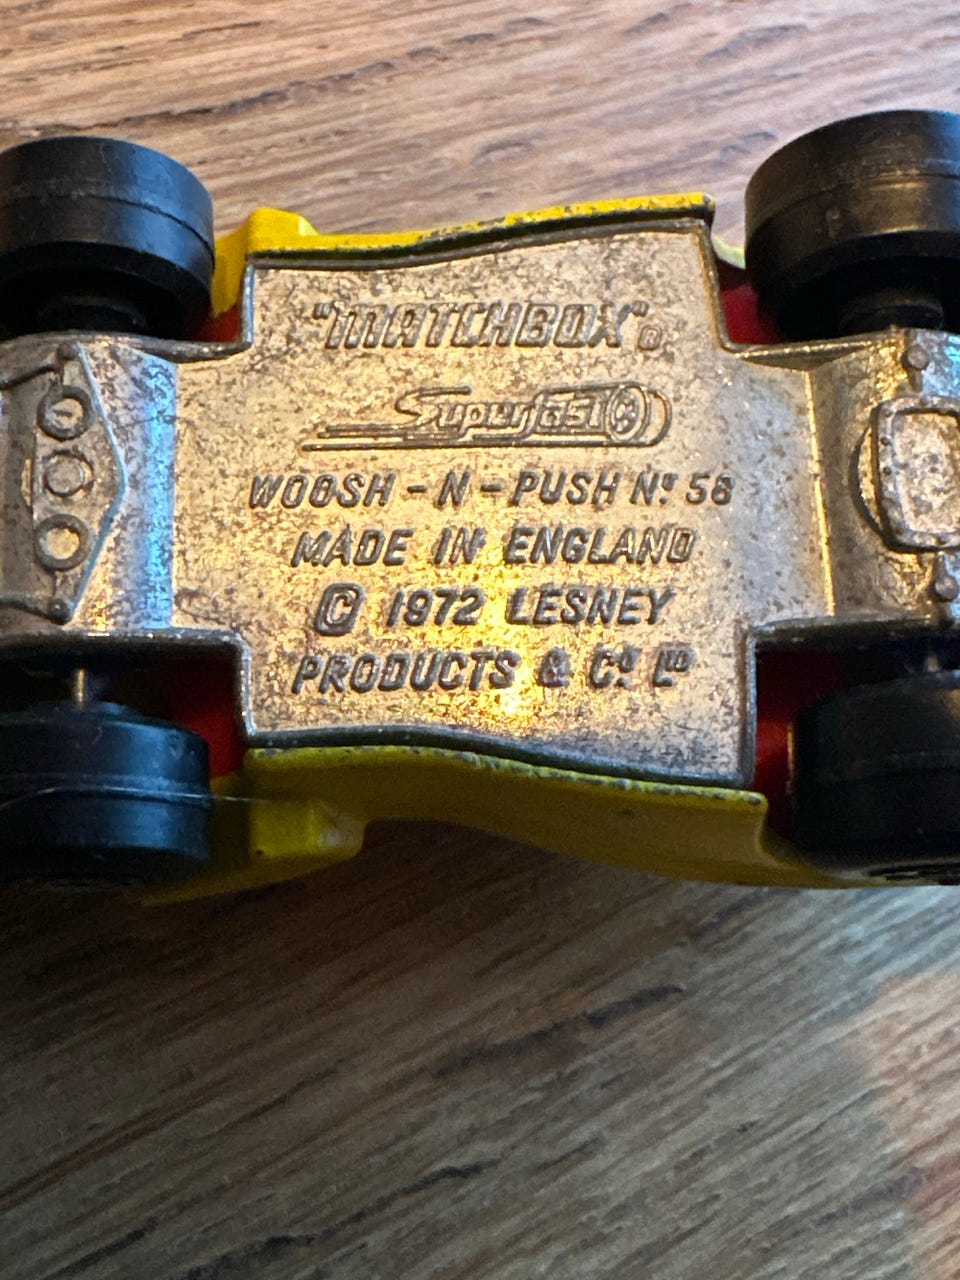 "MATCHBOX"®
Superfast
WOOSH-N-PUSH Nº 58
MADE IN ENGLAND
© 1972 LESNEY
PRODUCTS & Cº Lᵀᴰ